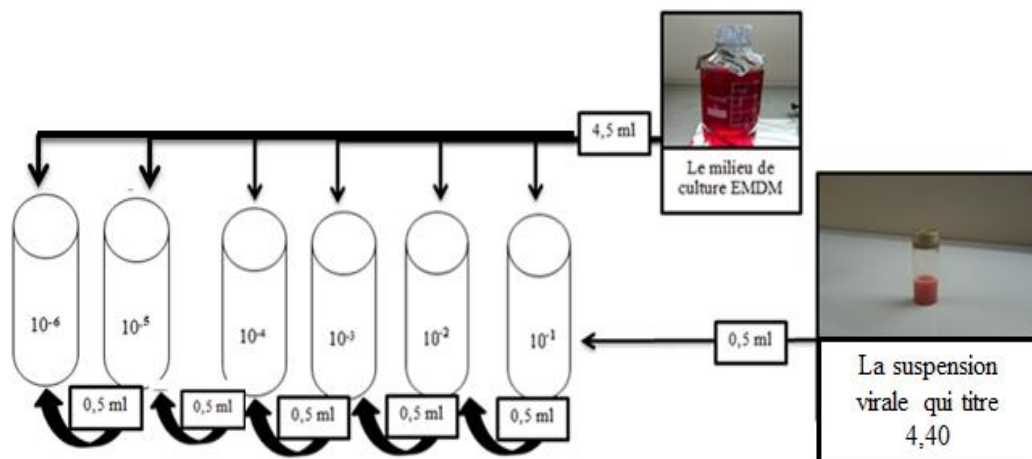 4,5 ml
Le milieu de
culture EMDM
10-6
10-5
10-4
10-3
10-2
10-1
0,5 ml
0,5 ml
0,5 ml
0,5 ml
0,5 ml
0,5 ml
La suspension
virale qui titre
4,40